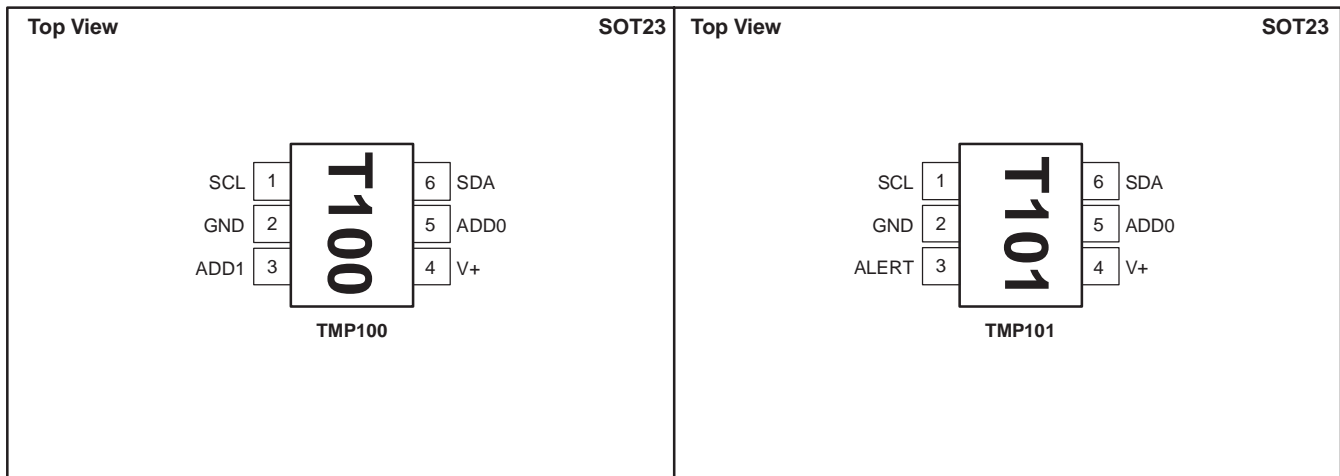 Top View SOT23
SCL 1 T100 6 SDA
GND 2 5 ADD0
ADD1 3 4 V+
TMP100
Top View SOT23
SCL 1 T101 6 SDA
GND 2 5 ADD0
ALERT 3 4 V+
TMP101